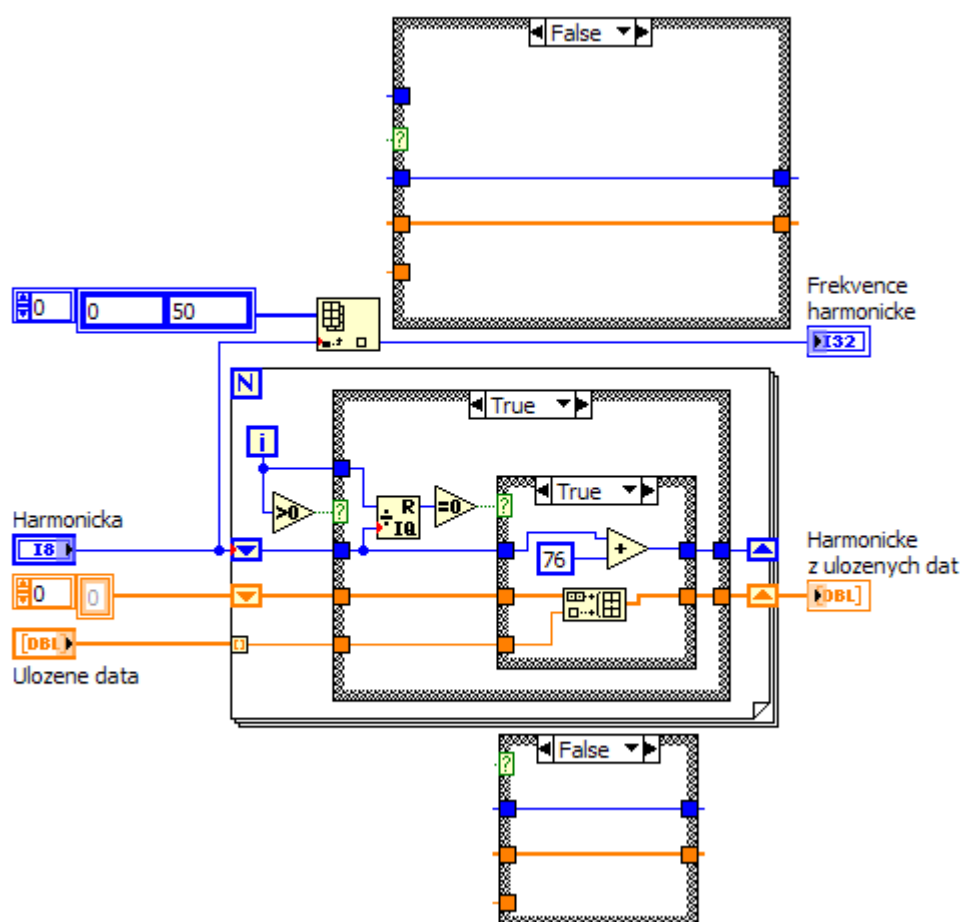 False
?
0
0
50
Frekvence
harmonicke
I32
N
True
i
>0
?
R
IQ
=0
?
True
Harmonicka
I8
76
+
Harmonicke
z ulozenych dat
[DBL]
0
0
[DBL]
Ulozene data
False
?